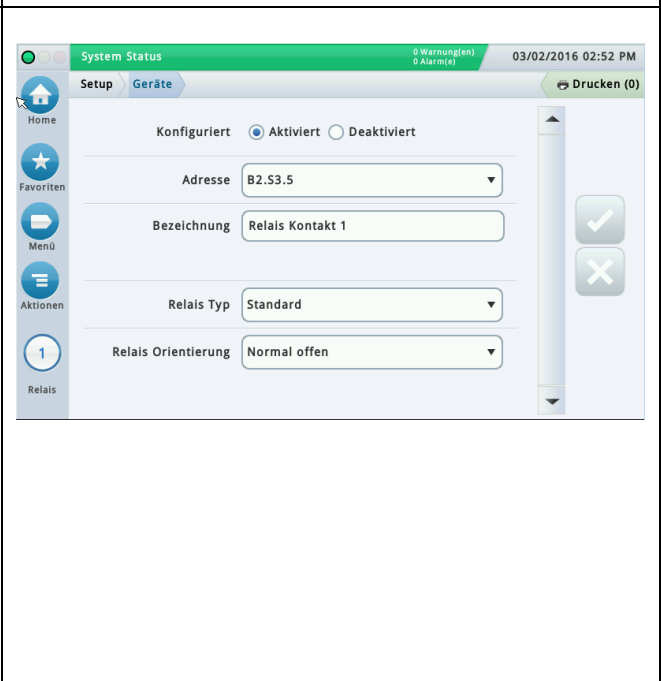 System Status
0 Warnung(en)
0 Alarm(e)
03/02/2016 02:52 PM
Setup Geräte
Drucken (0)
Home
Favoriten
Menü
Aktionen
1
Relais
Konfiguriert Aktiviert Deaktiviert
Adresse B2.S3.5
Bezeichnung Relais Kontakt 1
Relais Typ Standard
Relais Orientierung Normal offen